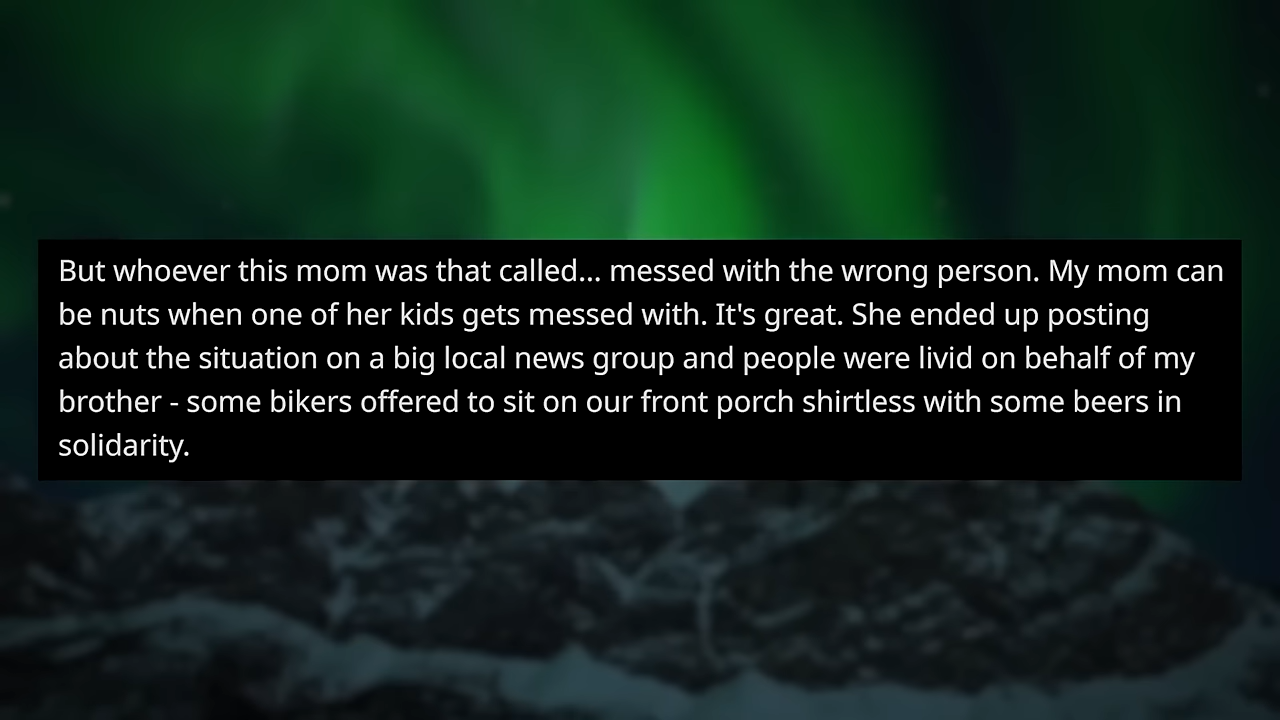 But whoever this mom was that called... messed with the wrong person. My mom can
be nuts when one of her kids gets messed with. It's great. She ended up posting
about the situation on a big local news group and people were livid on behalf of my
brother - some bikers offered to sit on our front porch shirtless with some beers in
solidarity.